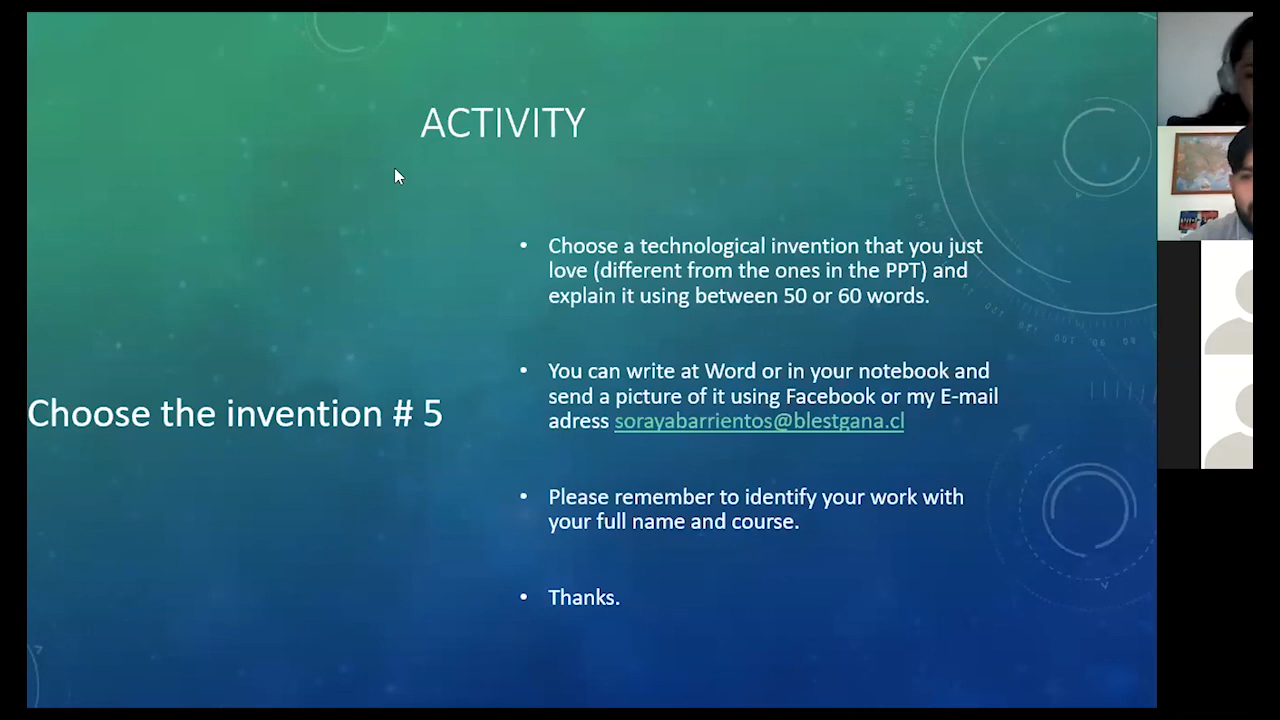 ACTIVITY
Choose the invention # 5
• Choose a technological invention that you just
love (different from the ones in the PPT) and
explain it using between 50 or 60 words.
• You can write at Word or in your notebook and
send a picture of it using Facebook or my E-mail
adress sorayabarrientos@blestgana.cl
• Please remember to identify your work with
your full name and course.
• Thanks.